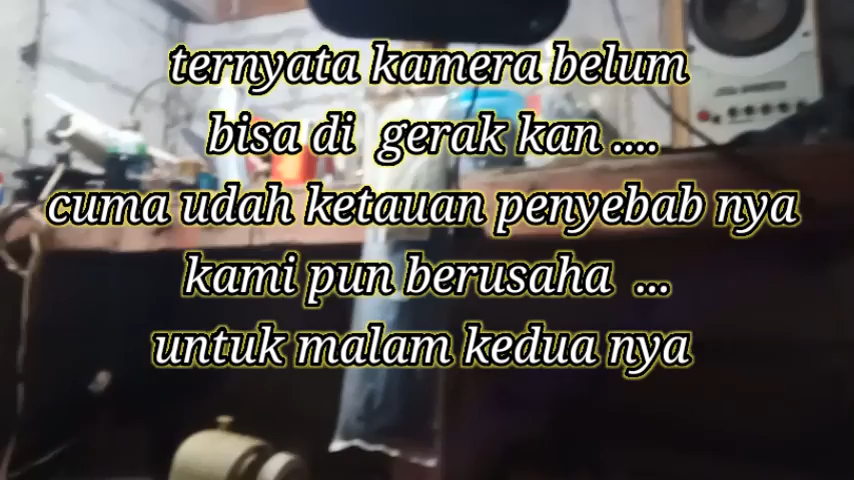 ternyata kamera belum
bisa di gerak kan ....
cuma udah ketauan penyebab nya
kami pun berusaha ...
untuk malam kedua nya